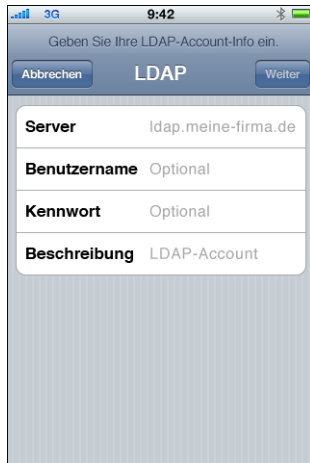 3G 9:42
Geben Sie Ihre LDAP-Account-Info ein.
Abbrechen LDAP Weiter
Server ldap.meine-firma.de
Benutzername Optional
Kennwort Optional
Beschreibung LDAP-Account